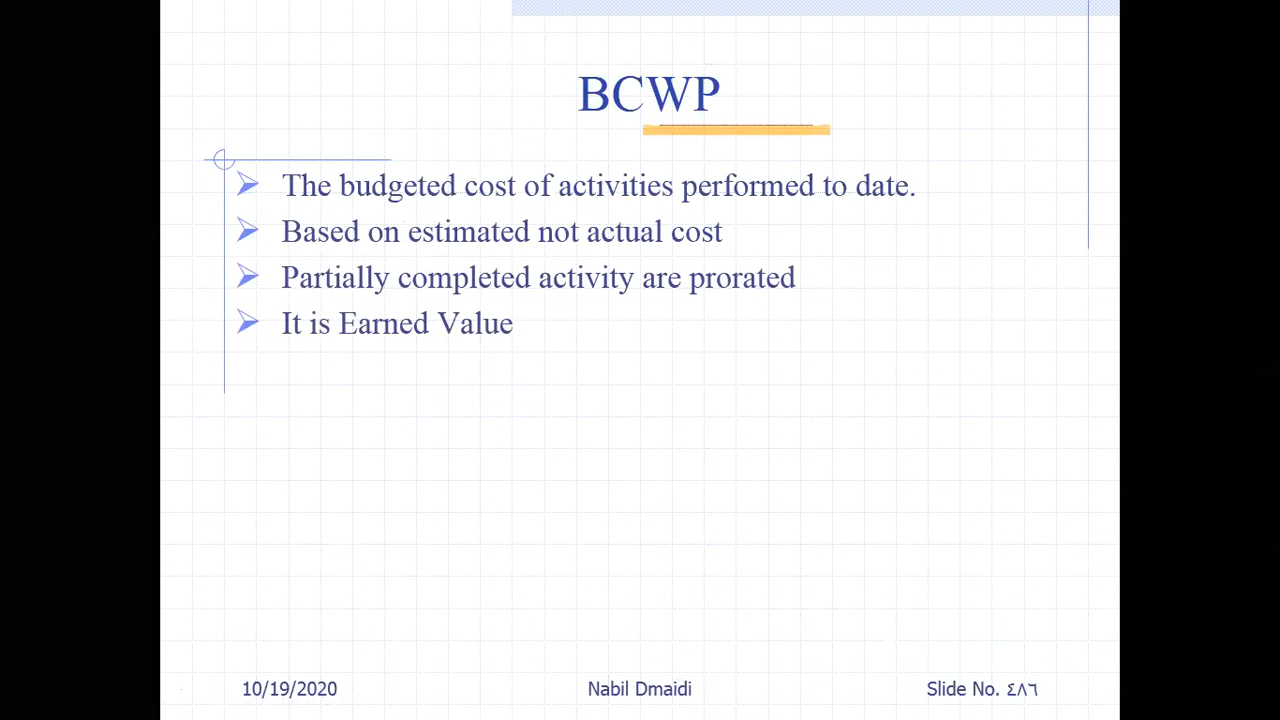 BCWP
The budgeted cost of activities performed to date.
Based on estimated not actual cost
Partially completed activity are prorated
It is Earned Value
10/19/2020
Nabil Dmaidi
Slide No. ٤٨٦